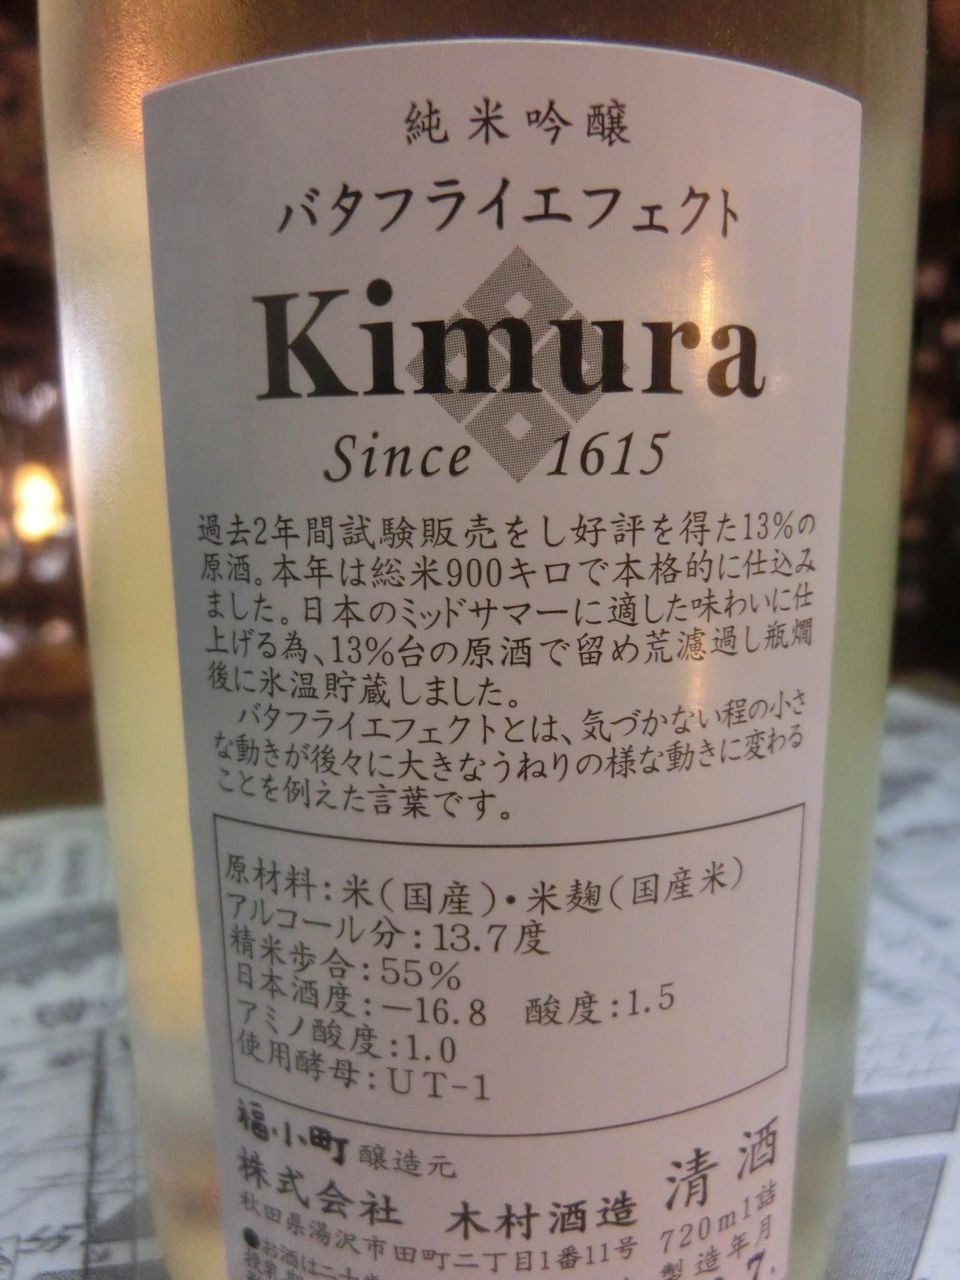 純米吟醸
バタフライエフェクト
Kimura
Since 1615
過去2年間試験販売をし好評を得た13%の
原酒。本年は総米900キロで本格的に仕込み
ました。日本のミッドサマーに適した味わいに仕
上げる為、13%台の原酒で留め荒濾過し瓶燗
後に氷温貯蔵しました。
バタフライエフェクトとは、気づかない程の小さ
な動きが後々に大きなうねりの様な動きに変わる
ことを例えた言葉です。
原材料:米(国産)・米麹(国産米)
アルコール分:13.7度
精米歩合:55%
日本酒度:−16.8 酸度:1.5
アミノ酸度:1.0
使用酵母:UT-1
福小町 醸造元
株式会社 木村酒造 清酒
秋田県湯沢市田町二丁目1番11号 720ml詰
●お酒は二十歳 製造年月
7.